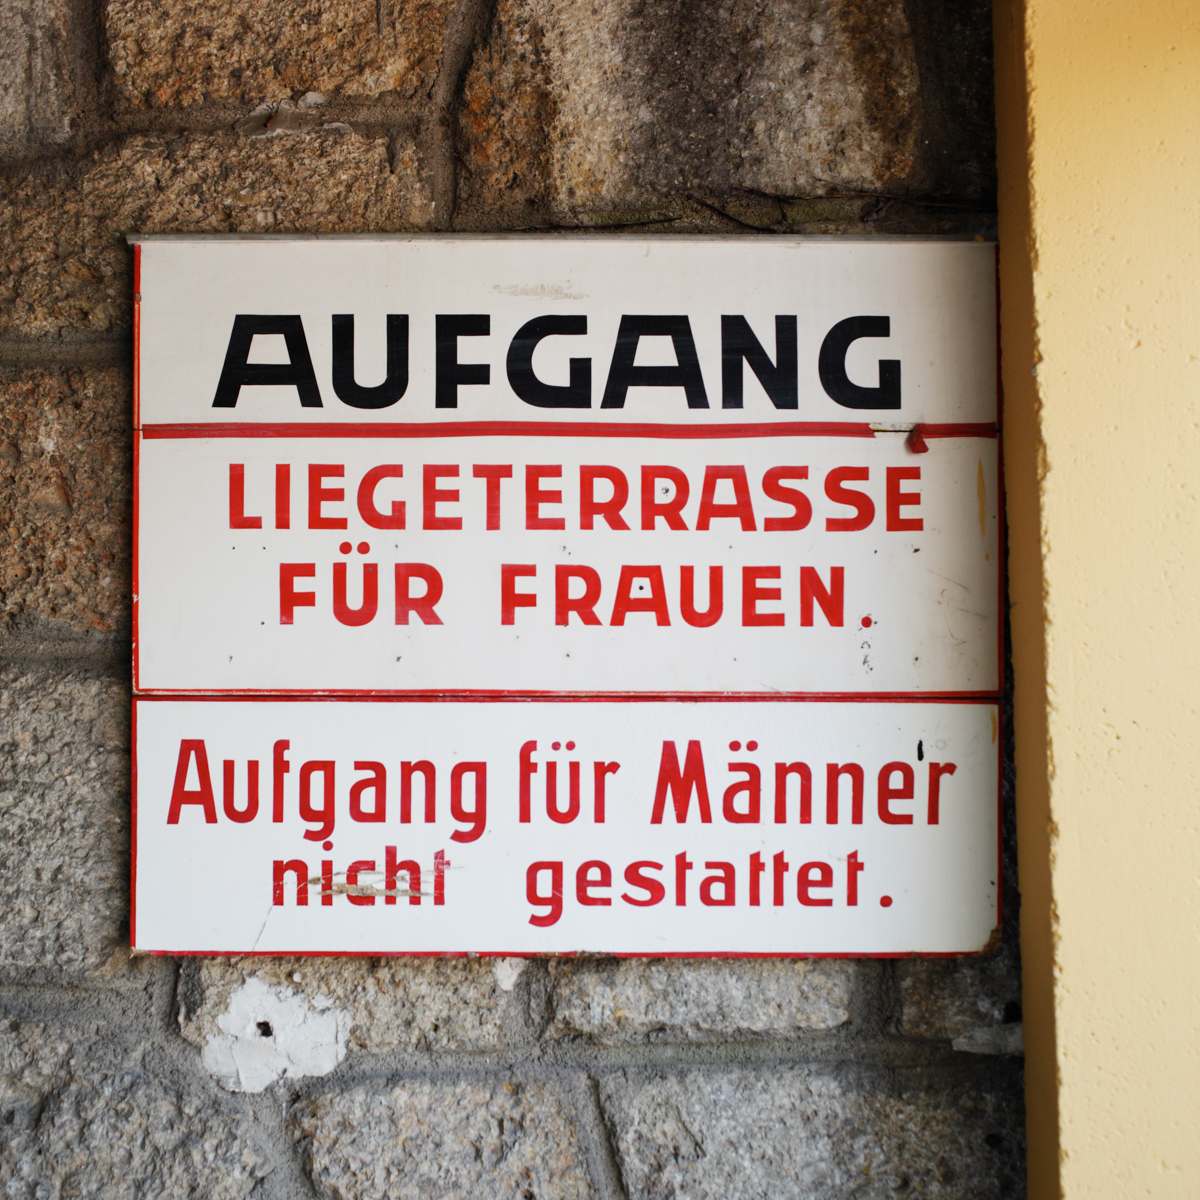 AUFGANG
LIEGETERRASSE
FÜR FRAUEN.
Aufgang für Männer
nicht gestattet.